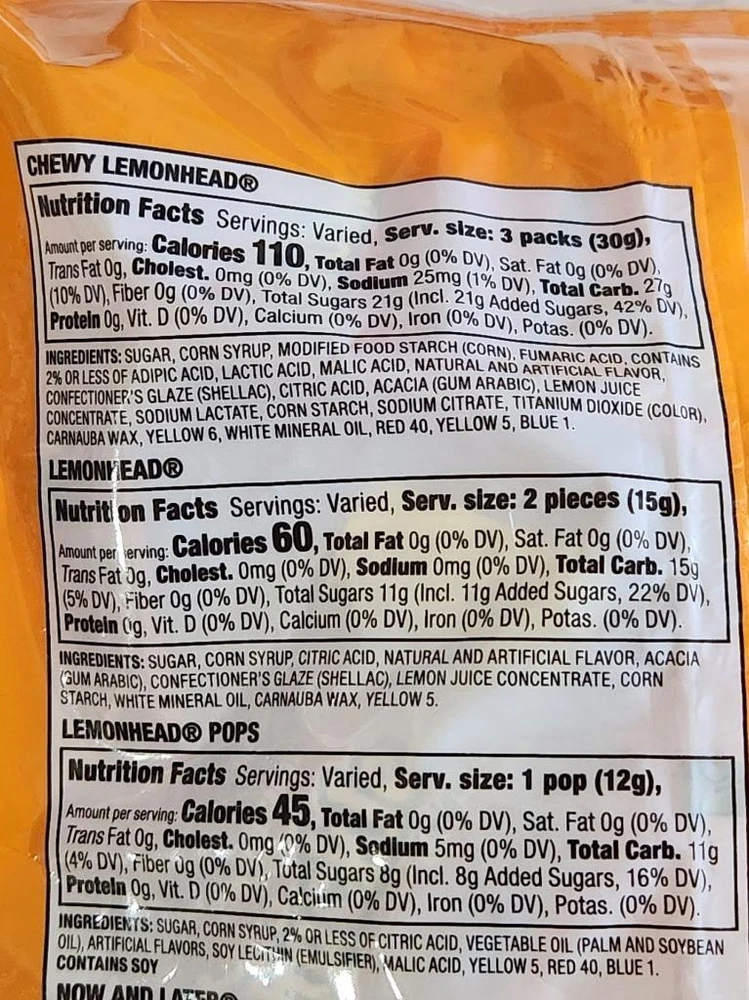 CHEWY LEMONHEAD®
Nutrition Facts Servings: Varied, Serv. size: 3 packs (30g),
Amount per serving: Calories 110, Total Fat 0g (0% DV), Sat. Fat 0g (0% DV),
Trans Fat 0g, Cholest. 0mg (0% DV), Sodium 25mg (1% DV), Total Carb. 27g
(10% DV), Fiber 0g (0% DV), Total Sugars 21g (Incl. 21g Added Sugars, 42% DV),
Protein 0g, Vit. D (0% DV), Calcium (0% DV), Iron (0% DV), Potas. (0% DV).
INGREDIENTS: SUGAR, CORN SYRUP, MODIFIED FOOD STARCH (CORN), FUMARIC ACID, CONTAINS
2% OR LESS OF ADIPIC ACID, LACTIC ACID, MALIC ACID, NATURAL AND ARTIFICIAL FLAVOR,
CONFECTIONER'S GLAZE (SHELLAC), CITRIC ACID, ACACIA (GUM ARABIC), LEMON JUICE
CONCENTRATE, SODIUM LACTATE, CORN STARCH, SODIUM CITRATE, TITANIUM DIOXIDE (COLOR),
CARNAUBA WAX, YELLOW 6, WHITE MINERAL OIL, RED 40, YELLOW 5, BLUE 1.
LEMONHEAD®
Nutrition Facts Servings: Varied, Serv. size: 2 pieces (15g),
Amount per serving: Calories 60, Total Fat 0g (0% DV), Sat. Fat 0g (0% DV),
Trans Fat 0g, Cholest. 0mg (0% DV), Sodium 0mg (0% DV), Total Carb. 15g
(5% DV), Fiber 0g (0% DV), Total Sugars 11g (Incl. 11g Added Sugars, 22% DV),
Protein 0g, Vit. D (0% DV), Calcium (0% DV), Iron (0% DV), Potas. (0% DV).
INGREDIENTS: SUGAR, CORN SYRUP, CITRIC ACID, NATURAL AND ARTIFICIAL FLAVOR, ACACIA
(GUM ARABIC), CONFECTIONER'S GLAZE (SHELLAC), LEMON JUICE CONCENTRATE, CORN
STARCH, WHITE MINERAL OIL, CARNAUBA WAX, YELLOW 5.
LEMONHEAD® POPS
Nutrition Facts Servings: Varied, Serv. size: 1 pop (12g),
Amount per serving: Calories 45, Total Fat 0g (0% DV), Sat. Fat 0g (0% DV),
Trans Fat 0g, Cholest. 0mg (0% DV), Sodium 5mg (0% DV), Total Carb. 11g
(4% DV), Fiber 0g (0% DV), Total Sugars 8g (Incl. 8g Added Sugars, 16% DV),
Protein 0g, Vit. D (0% DV), Calcium (0% DV), Iron (0% DV), Potas. (0% DV).
INGREDIENTS: SUGAR, CORN SYRUP, 2% OR LESS OF CITRIC ACID, VEGETABLE OIL (PALM AND SOYBEAN
OIL), ARTIFICIAL FLAVORS, SOY LECITHIN (EMULSIFIER), MALIC ACID, YELLOW 5, RED 40, BLUE 1.
CONTAINS SOY
NOW AND LATER®